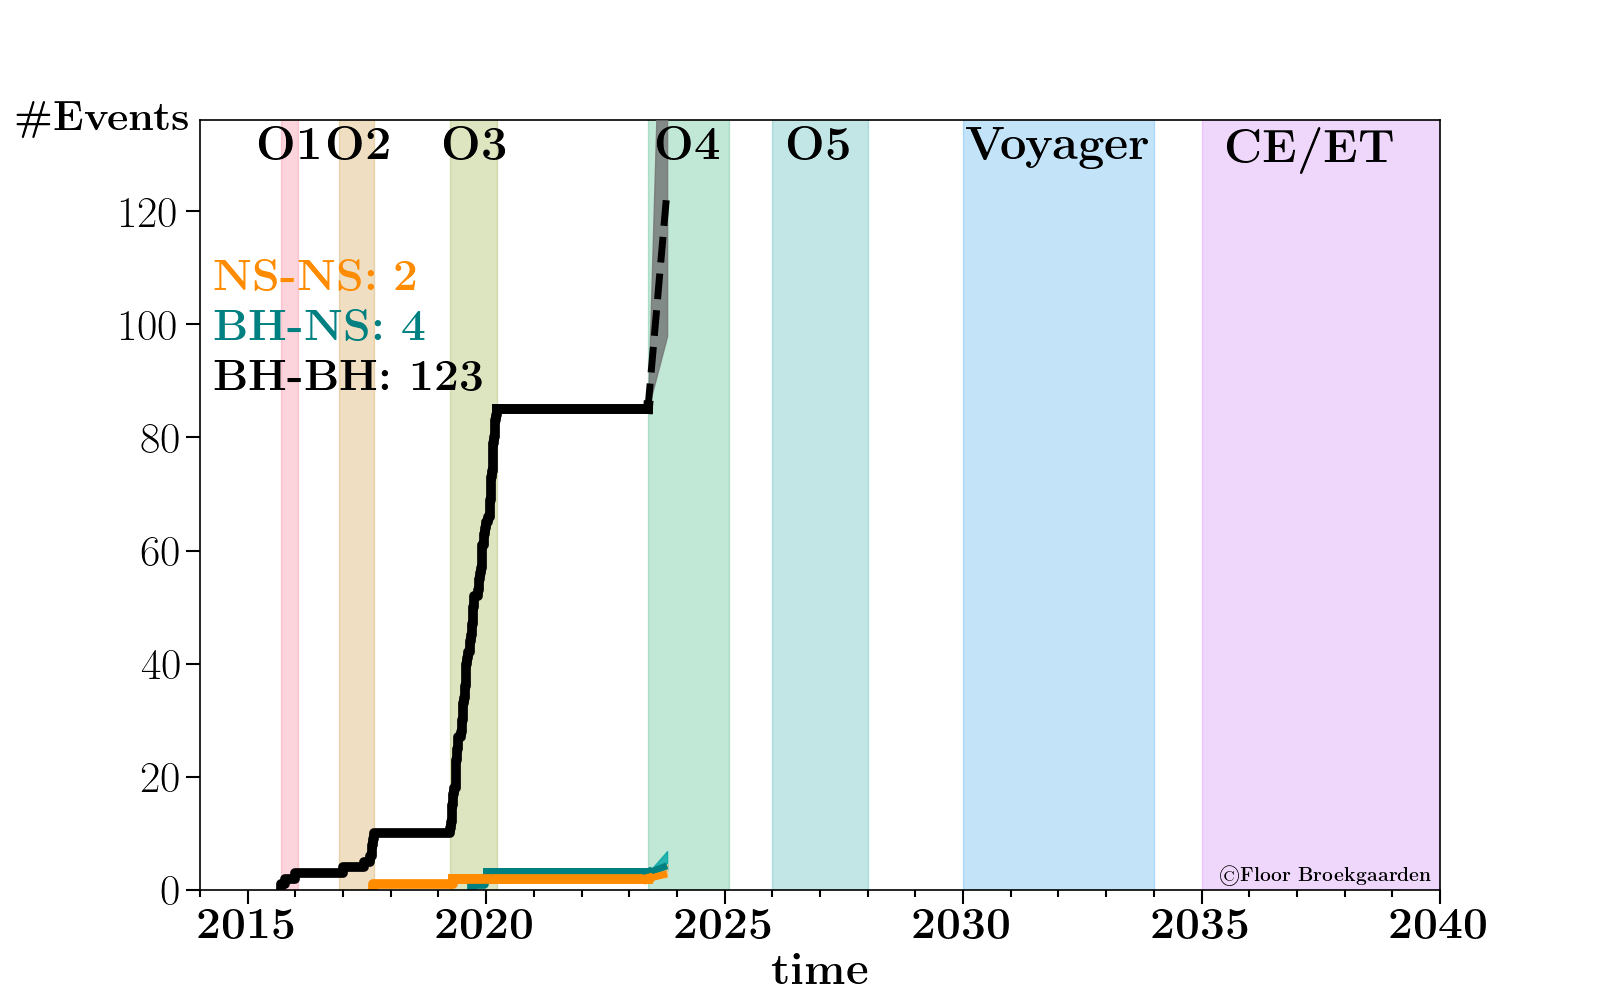 #Events
O1 O2 O3 O4 O5 Voyager CE/ET
120
NS-NS: 2
100
BH-NS: 4
BH-BH: 123
80
60
40
20
©Floor Broekgaarden
0
2015 2020 2025 2030 2035 2040
time